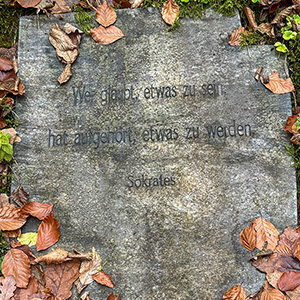 Wer glaubt, etwas zu sein,
hat aufgehört, etwas zu werden.
Sokrates